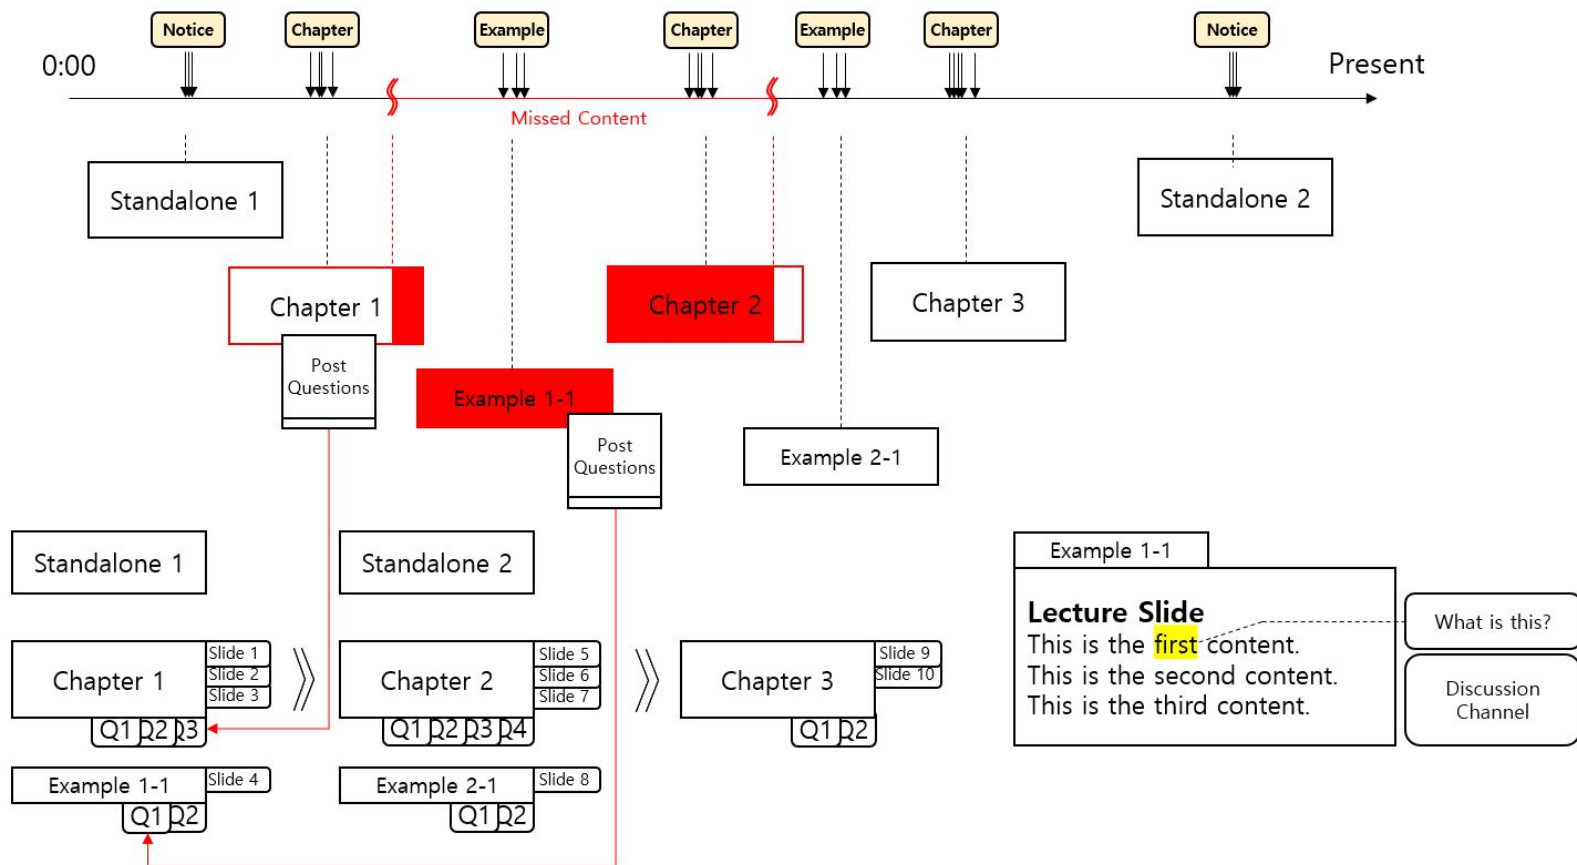 Notice
Chapter
Example
Chapter
Example
Chapter
Notice
0:00
Present
Missed Content
Standalone 1
Standalone 2
Chapter 1
Chapter 2
Chapter 3
Post
Questions
Example 1-1
Post
Questions
Example 2-1
Standalone 1
Standalone 2
Chapter 1
Slide 1
Slide 2
Slide 3
Q1
Q2
Q3
Chapter 2
Slide 5
Slide 6
Slide 7
Q1
Q2
Q3
Q4
Chapter 3
Slide 9
Slide 10
Q1
Q2
Example 1-1
Slide 4
Q1
Q2
Example 2-1
Slide 8
Q1
Q2
Example 1-1
Lecture Slide
This is the first content.
This is the second content.
This is the third content.
What is this?
Discussion
Channel